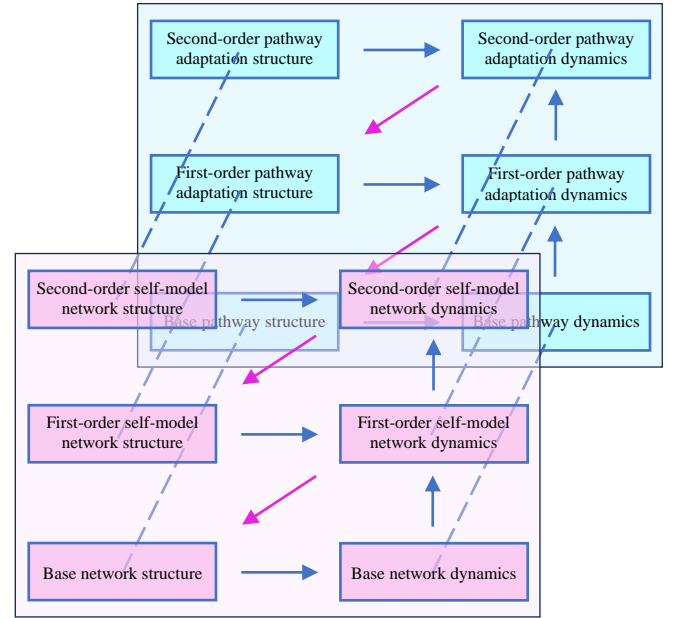 Second-order pathway
adaptation structure
Second-order pathway
adaptation dynamics
First-order pathway
adaptation structure
First-order pathway
adaptation dynamics
Second-order self-model
network structure
Second-order self-model
network dynamics
Base pathway structure
Base pathway dynamics
First-order self-model
network structure
First-order self-model
network dynamics
Base network structure
Base network dynamics